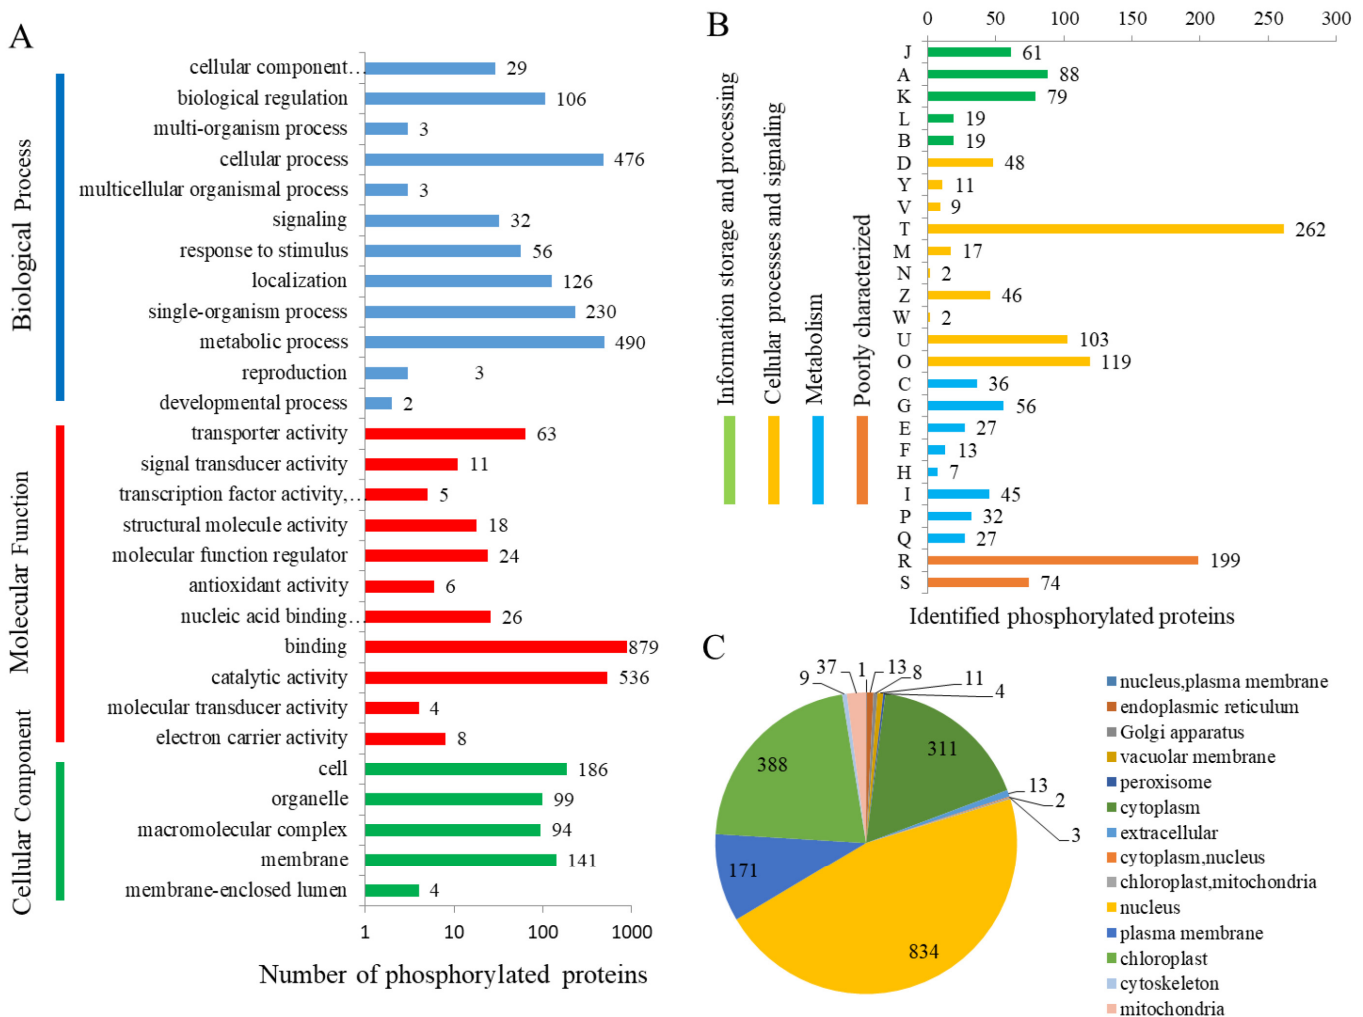 A
Biological Process
Molecular Function
Cellular Component
cellular component... 29
biological regulation 106
multi-organism process 3
cellular process 476
multicellular organismal process 3
signaling 32
response to stimulus 56
localization 126
single-organism process 230
metabolic process 490
reproduction 3
developmental process 2
transporter activity 63
signal transducer activity 11
transcription factor activity,... 5
structural molecule activity 18
molecular function regulator 24
antioxidant activity 6
nucleic acid binding... 26
binding 879
catalytic activity 536
molecular transducer activity 4
electron carrier activity 8
cell 186
organelle 99
macromolecular complex 94
membrane 141
membrane-enclosed lumen 4
1 10 100 1000
Number of phosphorylated proteins
B
Information storage and processing
Cellular processes and signaling
Metabolism
Poorly characterized
0 50 100 150 200 250 300
J 61
A 88
K 79
L 19
B 19
D 48
Y 11
V 9
T 262
M 17
N 2
Z 46
W 2
U 103
O 119
C 36
G 56
E 27
F 13
H 7
I 45
P 32
Q 27
R 199
S 74
Identified phosphorylated proteins
C
1
13
8
11
4
311
13
2
3
834
171
388
9
37
nucleus,plasma membrane
endoplasmic reticulum
Golgi apparatus
vacuolar membrane
peroxisome
cytoplasm
extracellular
cytoplasm,nucleus
chloroplast,mitochondria
nucleus
plasma membrane
chloroplast
cytoskeleton
mitochondria